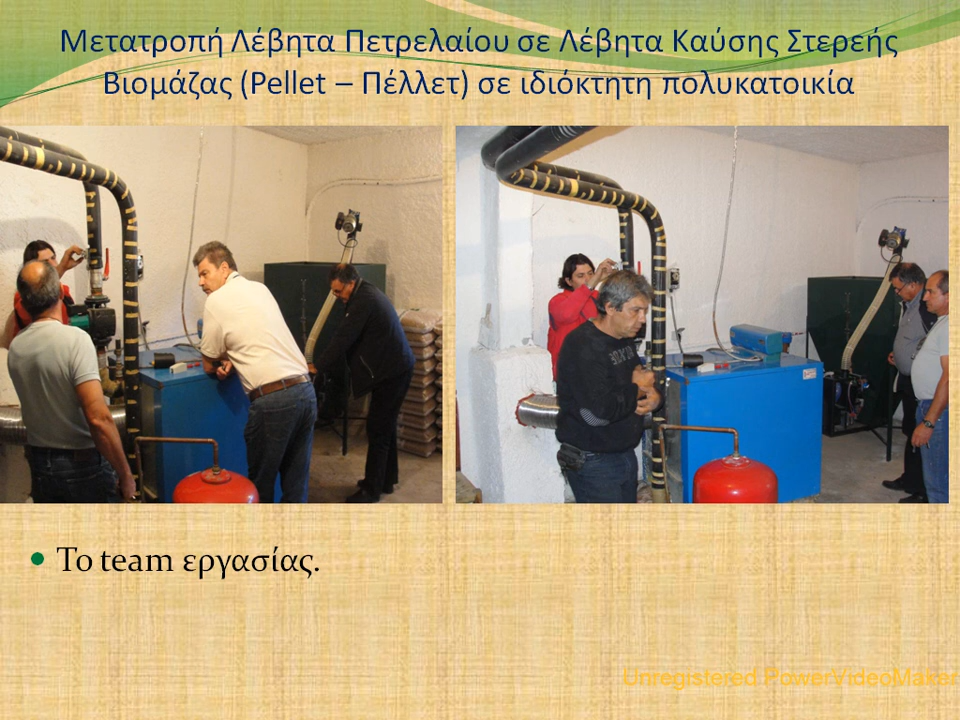 Μετατροπή Λέβητα Πετρελαίου σε Λέβητα Καύσης Στερεής
Βιομάζας (Pellet – Πέλλετ) σε ιδιόκτητη πολυκατοικία
Το team εργασίας.
Unregistered PowerVideoMaker